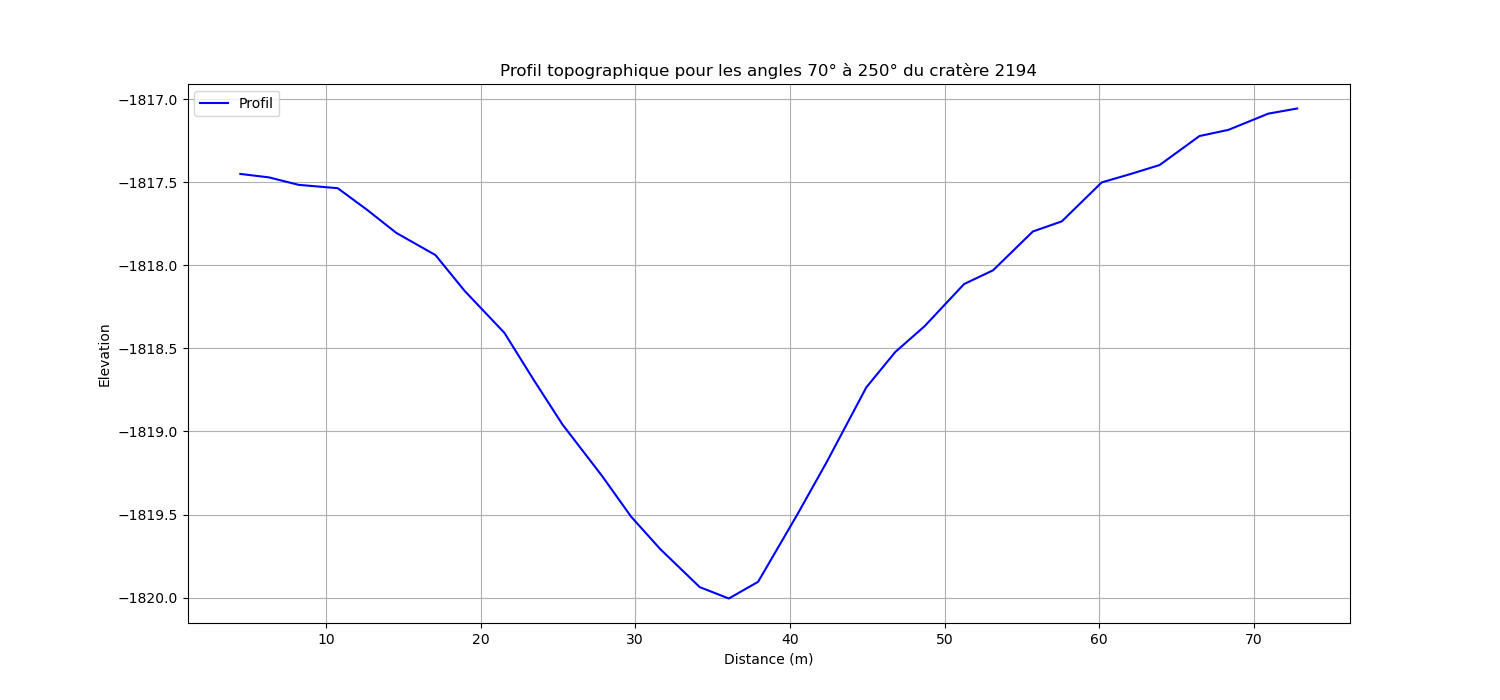 Profil topographique pour les angles 70° à 250° du cratère 2194
Profil
−1817.0
−1817.5
−1818.0
−1818.5
−1819.0
−1819.5
−1820.0
Elevation
10 20 30 40 50 60 70
Distance (m)